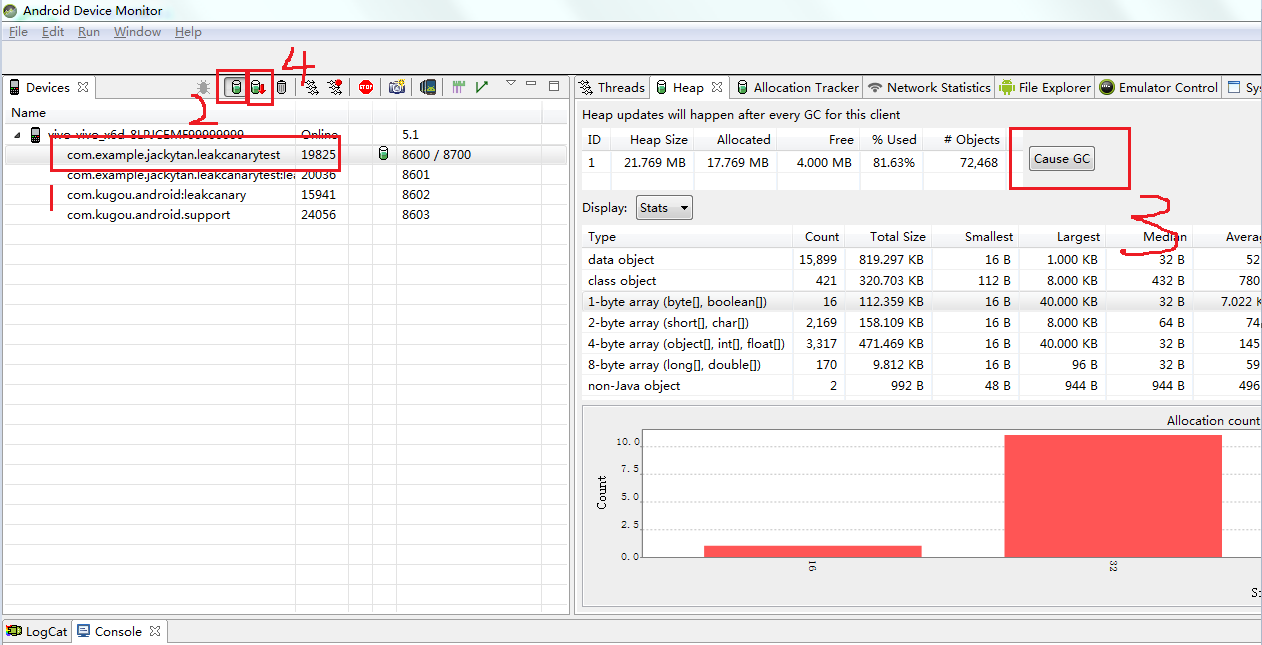 Android Device Monitor
File Edit Run Window Help
4
Devices
Threads Heap Allocation Tracker Network Statistics File Explorer Emulator Control Sy
2
Name
Online 5.1
com.example.jackytan.leakcanarytest 19825 8600 / 8700
com.example.jackytan.leakcanarytest:lea 20036 8601
com.kugou.android:leakcanary 15941 8602
com.kugou.android.support 24056 8603
Heap updates will happen after every GC for this client
ID Heap Size Allocated Free % Used # Objects
1 21.769 MB 17.769 MB 4.000 MB 81.63% 72,468
Cause GC
3
Display: Stats
Type Count Total Size Smallest Largest Median Averag
data object 15,899 819.297 KB 16 B 1.000 KB 32 B 52
class object 421 320.703 KB 112 B 8.000 KB 432 B 780
1-byte array (byte[], boolean[]) 16 112.359 KB 16 B 40.000 KB 32 B 7.022 K
2-byte array (short[], char[]) 2,169 158.109 KB 16 B 8.000 KB 64 B 74,
4-byte array (object[], int[], float[]) 3,317 471.469 KB 16 B 40.000 KB 32 B 145
8-byte array (long[], double[]) 170 9.812 KB 16 B 96 B 32 B 59
non-Java object 2 992 B 48 B 944 B 944 B 496
Allocation count
Count
10.0
7.5
5.0
2.5
0.0
16 32
S:
LogCat Console